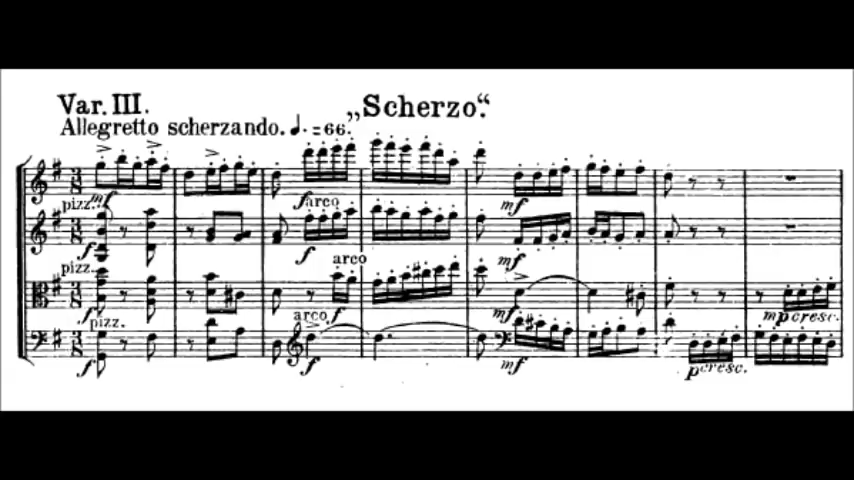 Var. III. „Scherzo“.
Allegretto scherzando. ♩. = 66.
mf
pizz. arco mf
f f
arco
pizz. mf
f arco f mp cresc.
pizz.
f f mf p cresc.